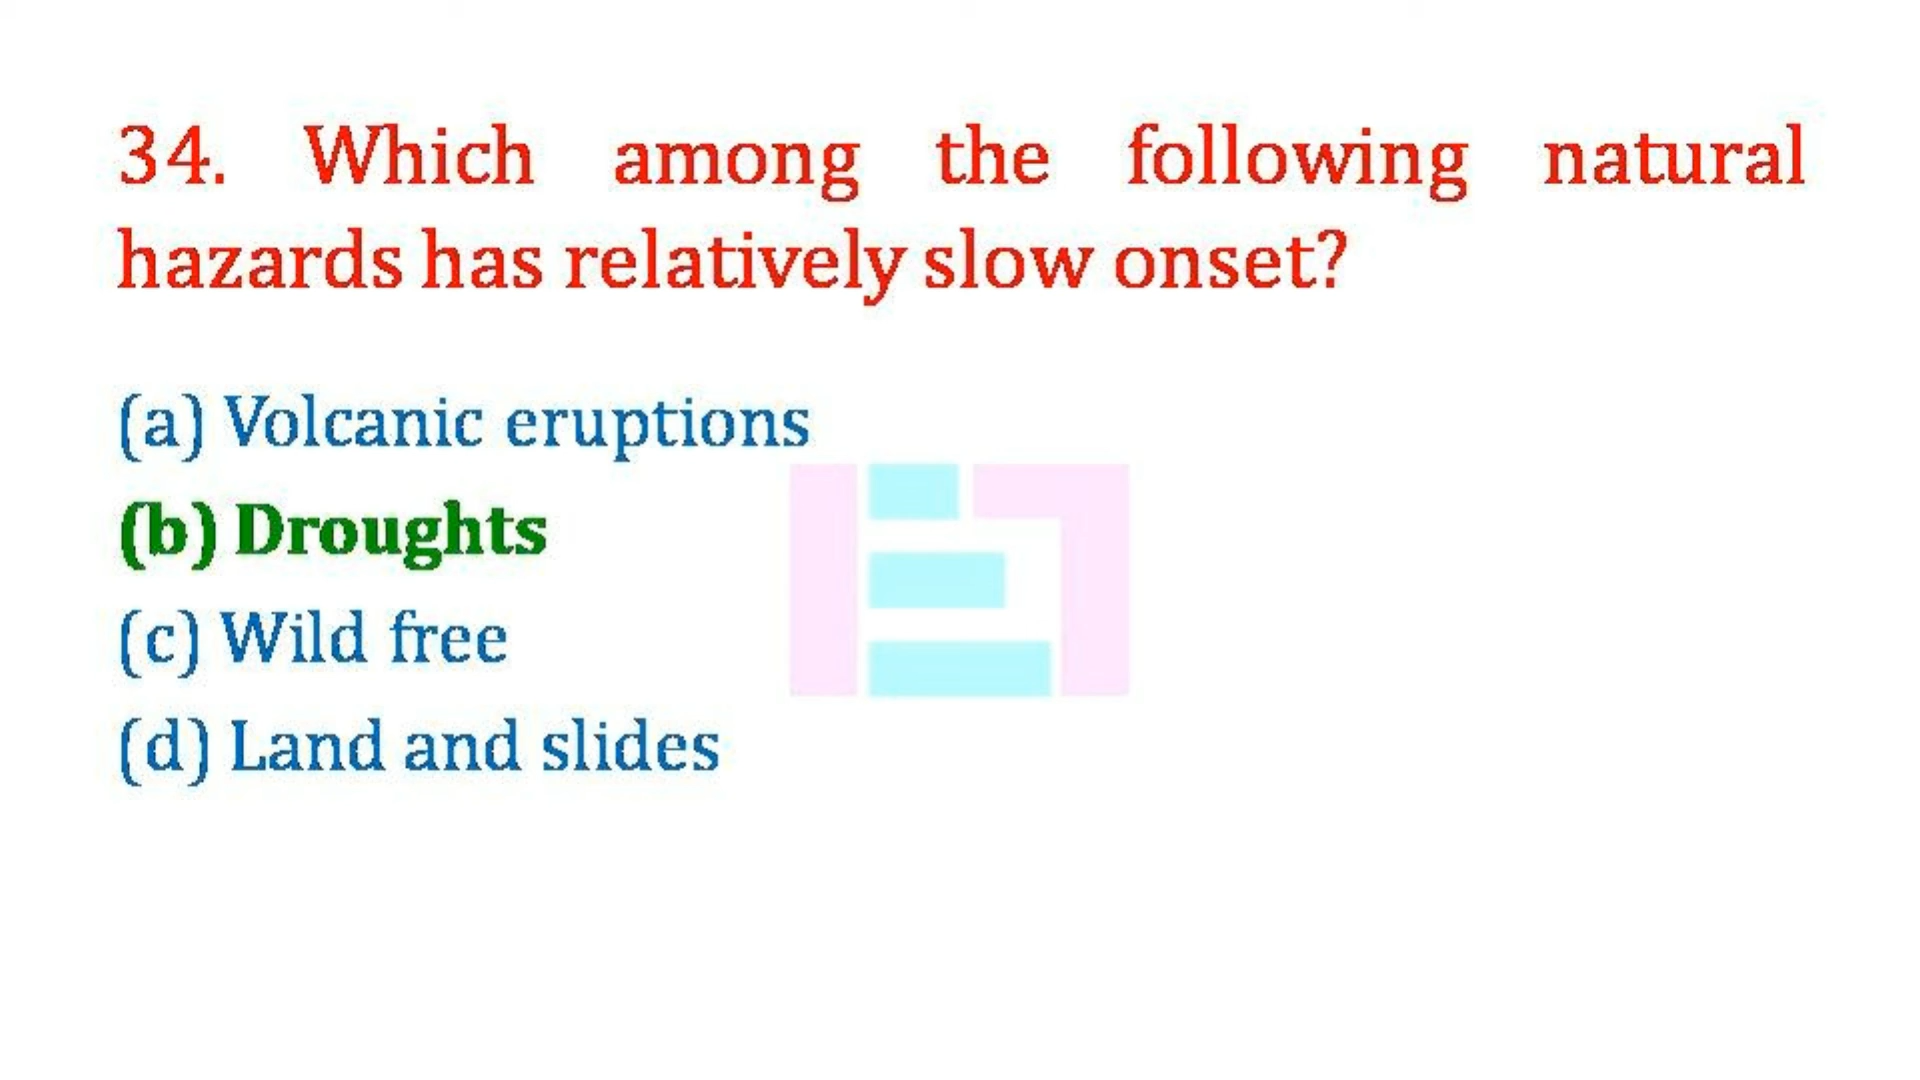 34. Which among the following natural
hazards has relatively slow onset?
(a) Volcanic eruptions
(b) Droughts
(c) Wild free
(d) Land and slides